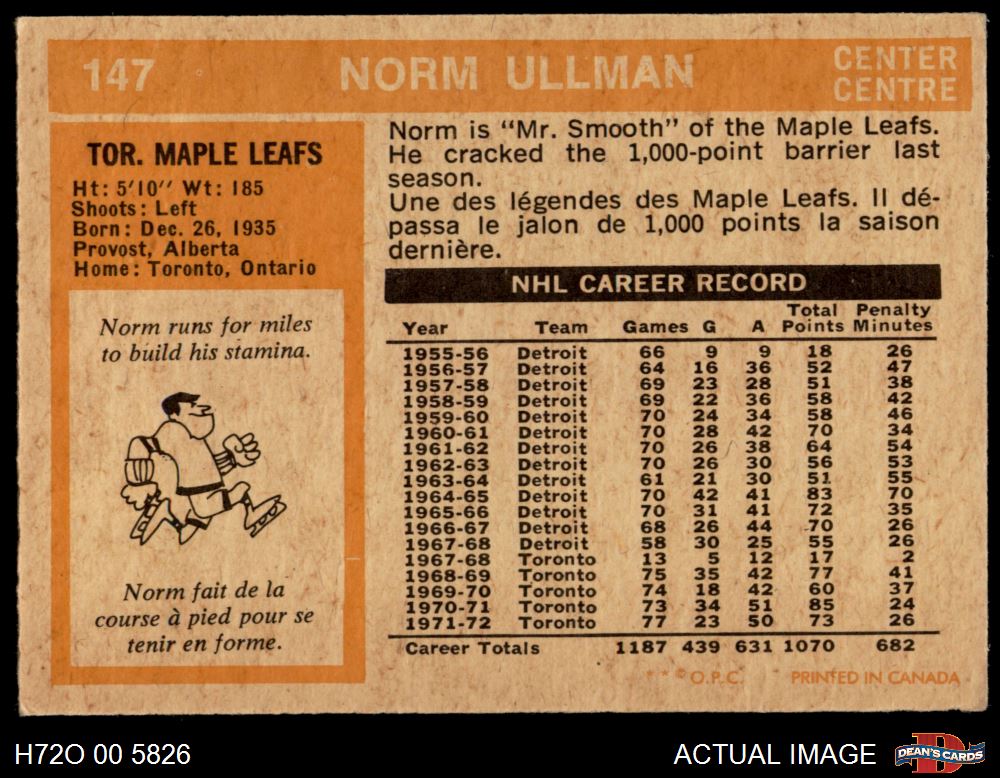 147 NORM ULLMAN CENTER
CENTRE
TOR. MAPLE LEAFS
Ht: 5'10'' Wt: 185
Shoots: Left
Born: Dec. 26, 1935
Provost, Alberta
Home: Toronto, Ontario
Norm runs for miles
to build his stamina.
Norm fait de la
course à pied pour se
tenir en forme.
Norm is “Mr. Smooth” of the Maple Leafs.
He cracked the 1,000-point barrier last
season.
Une des légendes des Maple Leafs. Il dé-
passa le jalon de 1,000 points la saison
dernière.
NHL CAREER RECORD
Total Penalty
Year Team Games G A Points Minutes
1955-56 Detroit 66 9 9 18 26
1956-57 Detroit 64 16 36 52 47
1957-58 Detroit 69 23 28 51 38
1958-59 Detroit 69 22 36 58 42
1959-60 Detroit 70 24 34 58 46
1960-61 Detroit 70 28 42 70 34
1961-62 Detroit 70 26 38 64 54
1962-63 Detroit 70 26 30 56 53
1963-64 Detroit 61 21 30 51 55
1964-65 Detroit 70 42 41 83 70
1965-66 Detroit 70 31 41 72 35
1966-67 Detroit 68 26 44 70 26
1967-68 Detroit 58 30 25 55 26
1967-68 Toronto 13 5 12 17 2
1968-69 Toronto 75 35 42 77 41
1969-70 Toronto 74 18 42 60 37
1970-71 Toronto 73 34 51 85 24
1971-72 Toronto 77 23 50 73 26
Career Totals 1187 439 631 1070 682
* * © O.P.C. PRINTED IN CANADA
H72O 00 5826 ACTUAL IMAGE DEAN'S CARDS